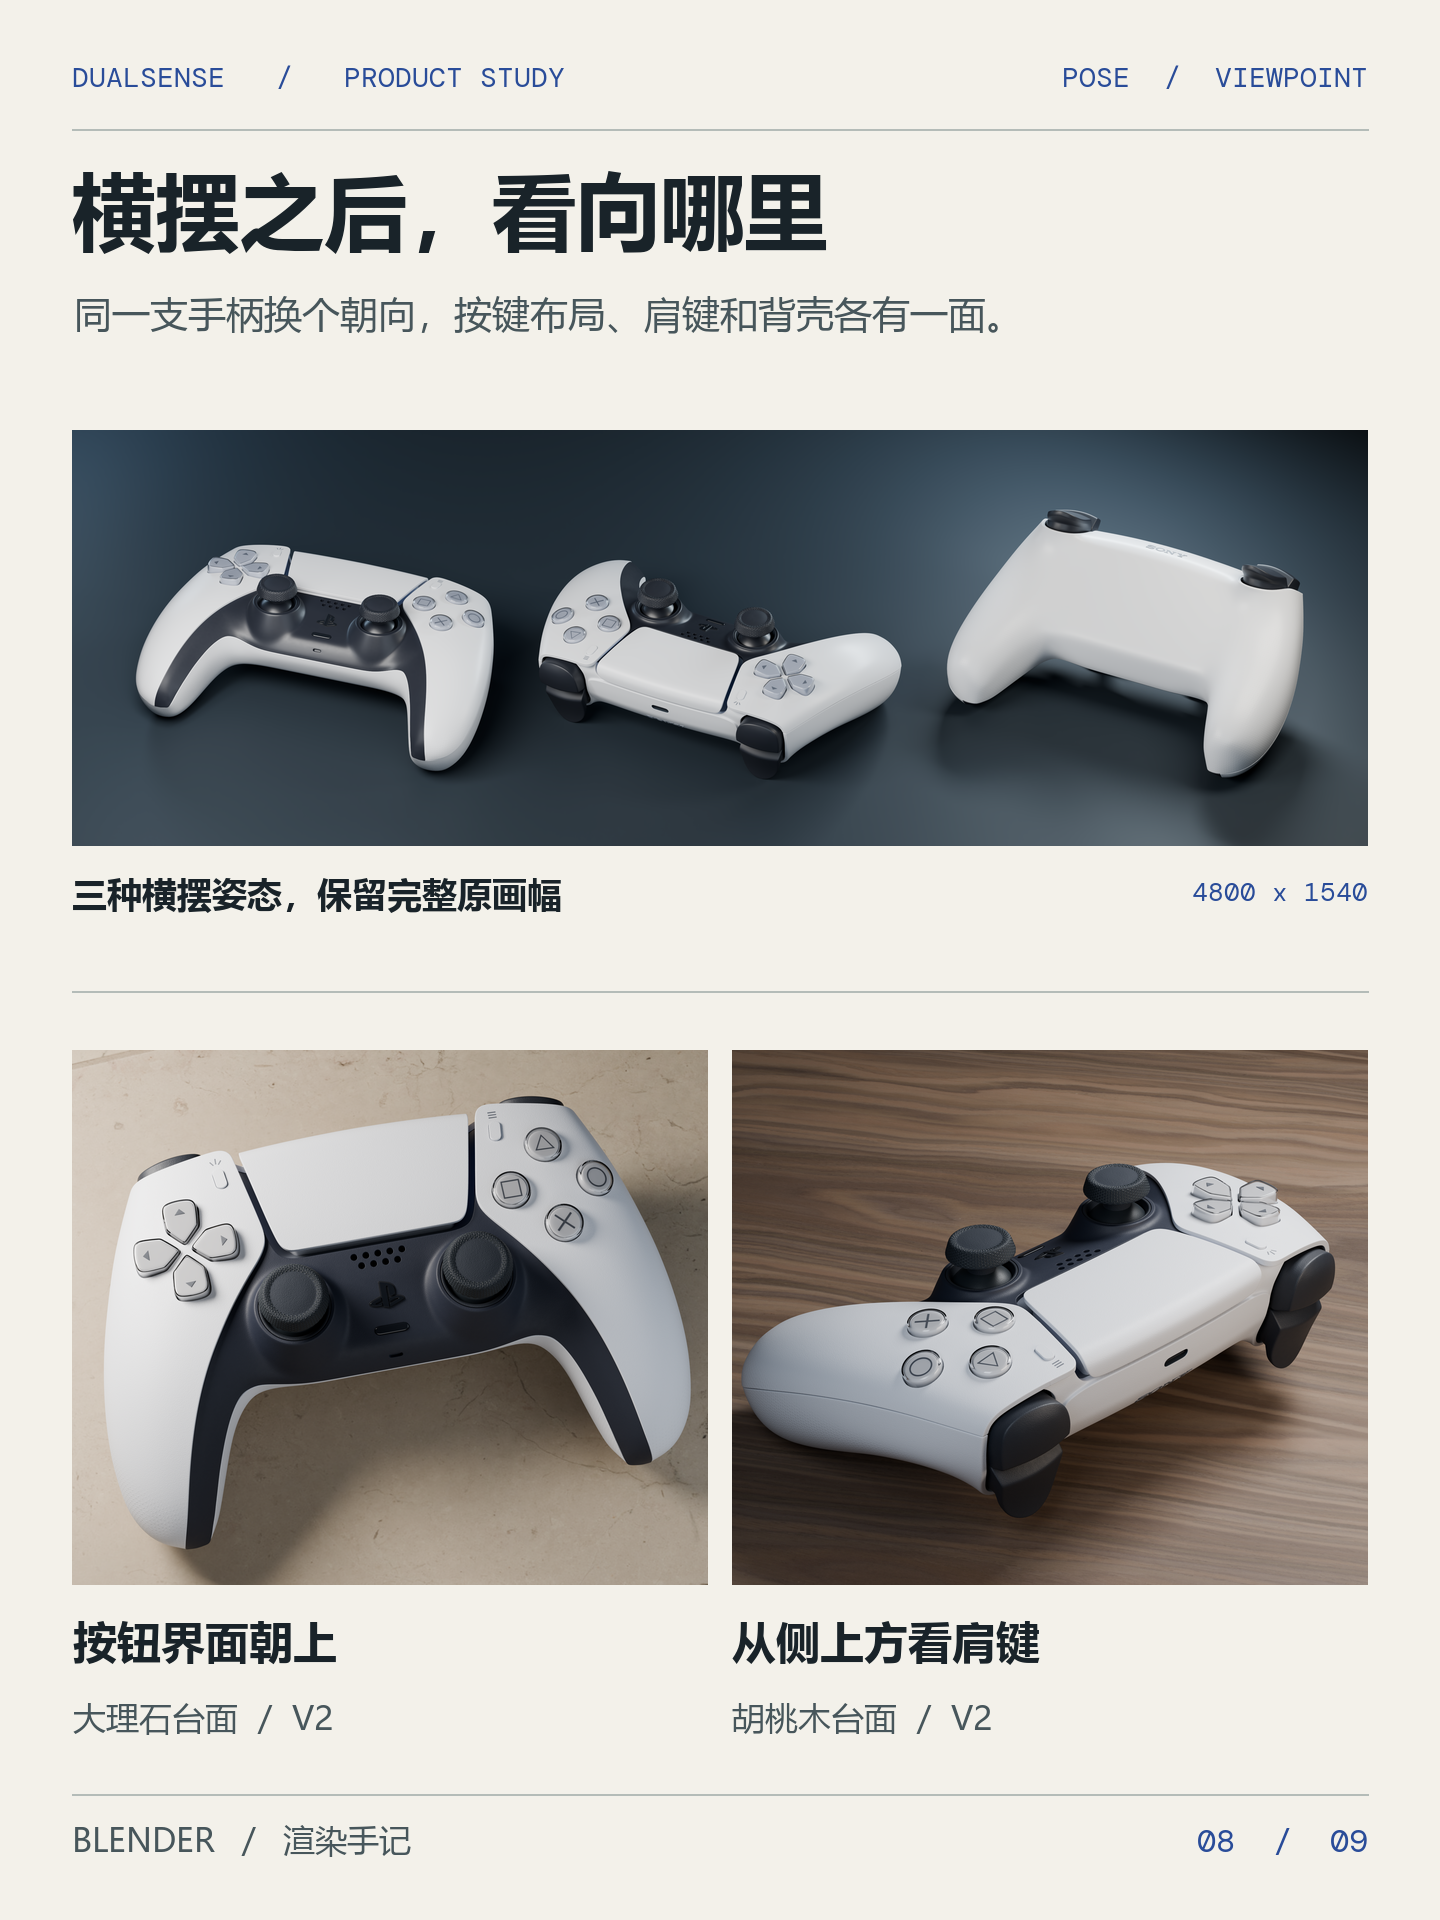 DUALSENSE / PRODUCT STUDY
POSE / VIEWPOINT
横摆之后，看向哪里
同一支手柄换个朝向，按键布局、肩键和背壳各有一面。
SONY
三种横摆姿态，保留完整原画幅
4800 x 1540
按钮界面朝上
从侧上方看肩键
大理石台面 / V2
胡桃木台面 / V2
BLENDER / 渲染手记
08 / 09